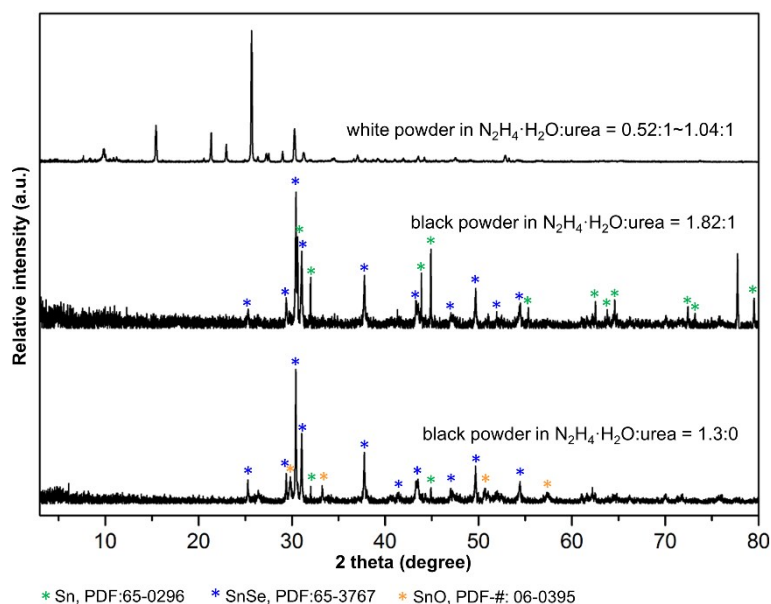 Relative intensity (a.u.)
white powder in N₂H₄·H₂O:urea = 0.52:1~1.04:1
black powder in N₂H₄·H₂O:urea = 1.82:1
black powder in N₂H₄·H₂O:urea = 1.3:0
10 20 30 40 50 60 70 80
2 theta (degree)
* Sn, PDF:65-0296 * SnSe, PDF:65-3767 * SnO, PDF-#: 06-0395